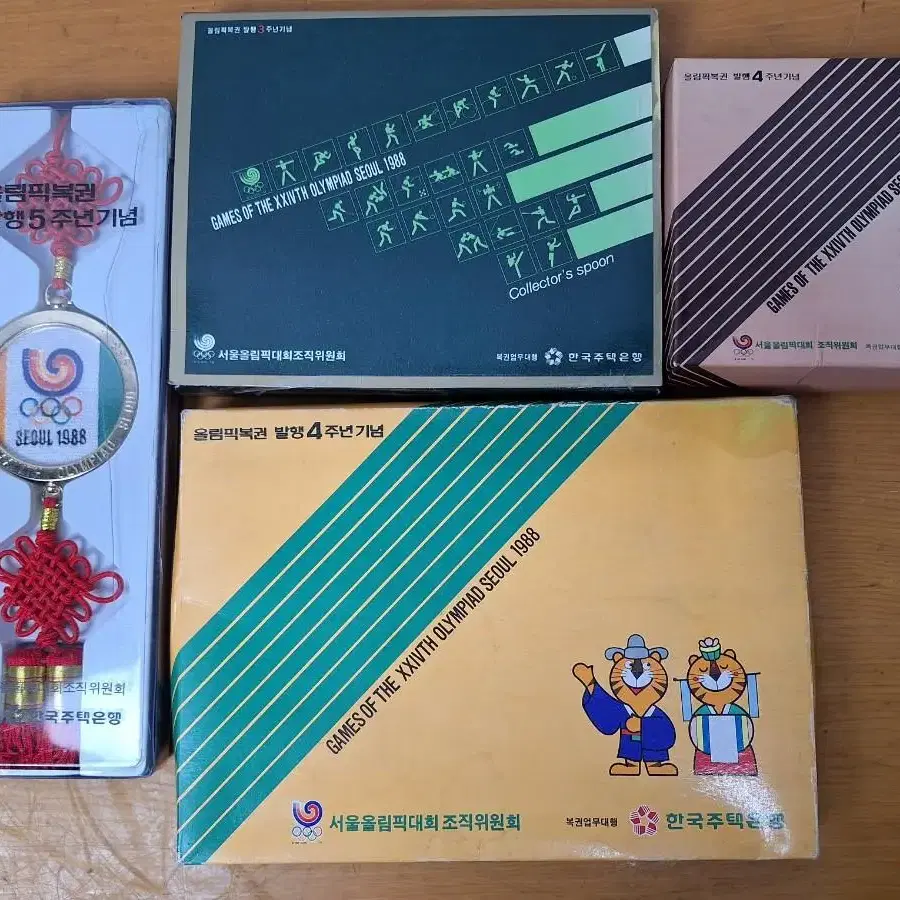 올림픽복권
발행5주년기념
SEOUL 1988
OLYMPIAD
조직위원회
한국주택은행
올림픽복권 발행 3주년기념
GAMES OF THE XXIVTH OLYMPIAD SEOUL 1988
Collector's spoon
서울올림픽대회조직위원회
복권업무대행 한국주택은행
올림픽복권 발행4주년기념
GAMES OF THE XXIVTH OLYMPIAD
서울올림픽대회 조직위원회 복권업무대행
올림픽복권 발행4주년기념
GAMES OF THE XXIVTH OLYMPIAD SEOUL 1988
서울올림픽대회 조직위원회
복권업무대행 한국주택은행